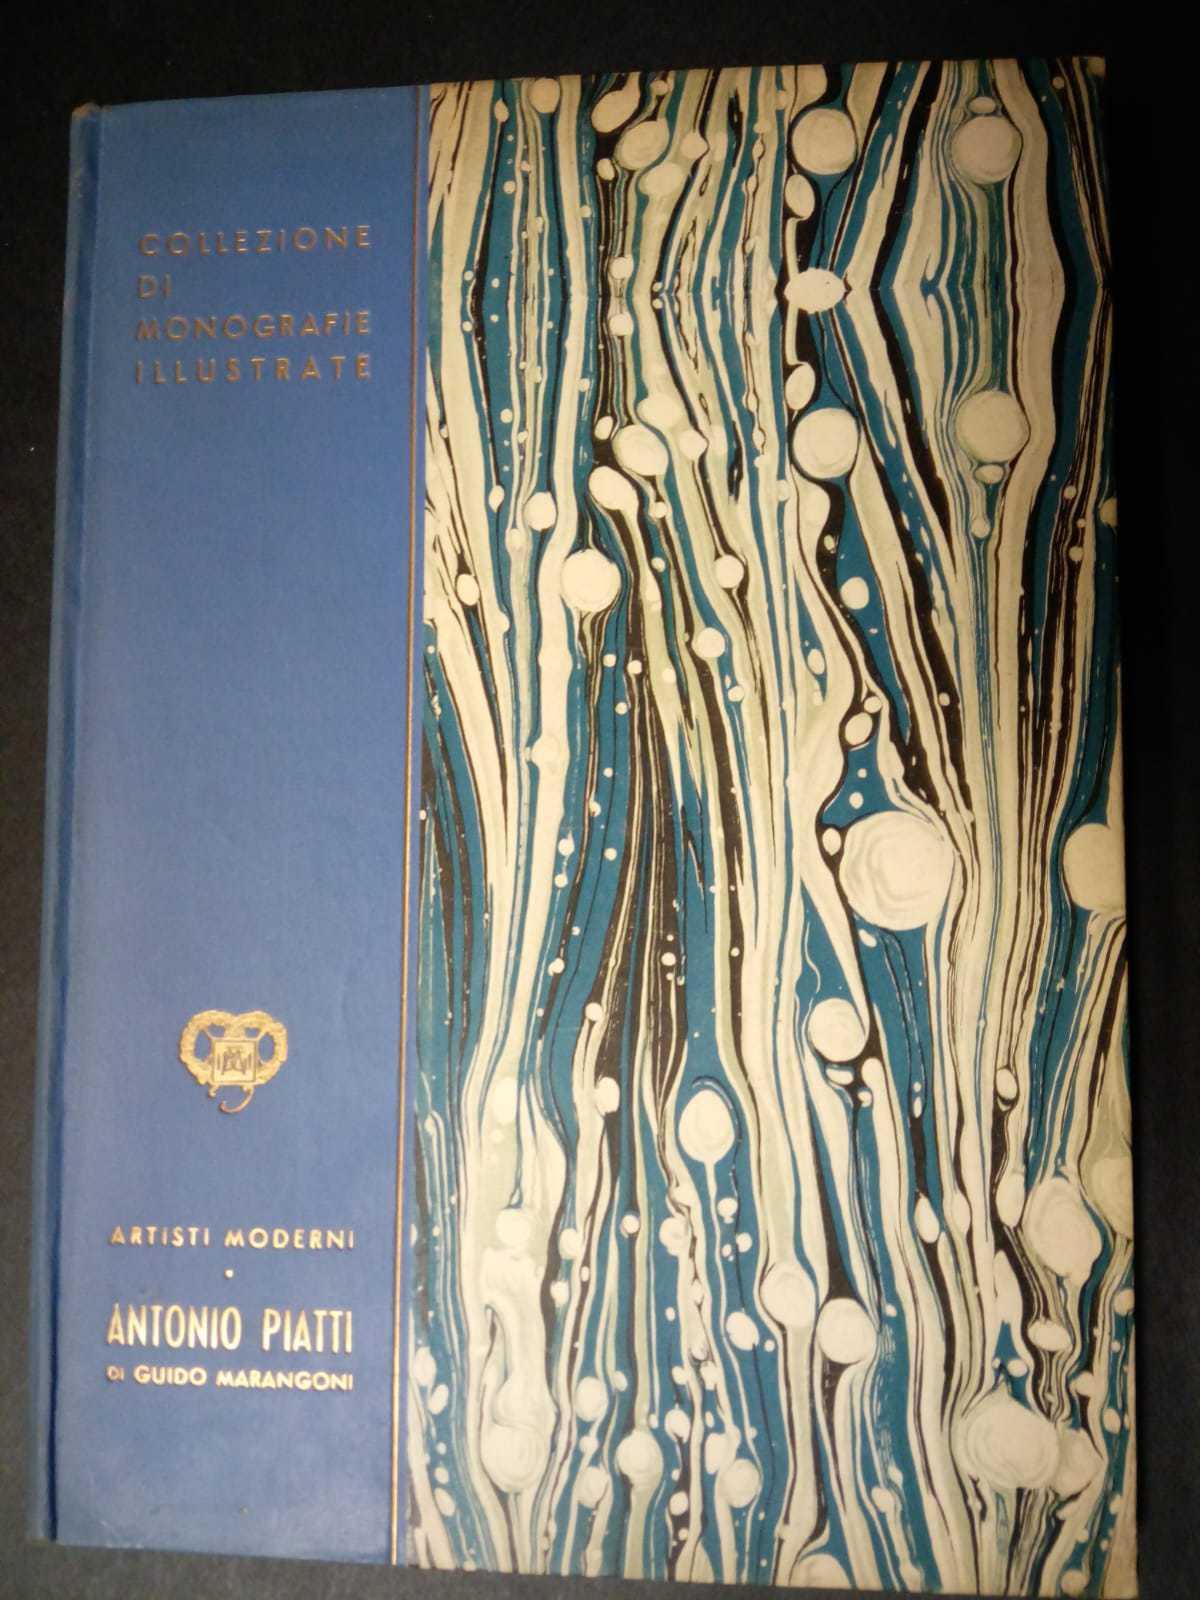 COLLEZIONE
DI
MONOGRAFIE
ILLUSTRATE
ARTISTI MODERNI
•
ANTONIO PIATTI
DI GUIDO MARANGONI